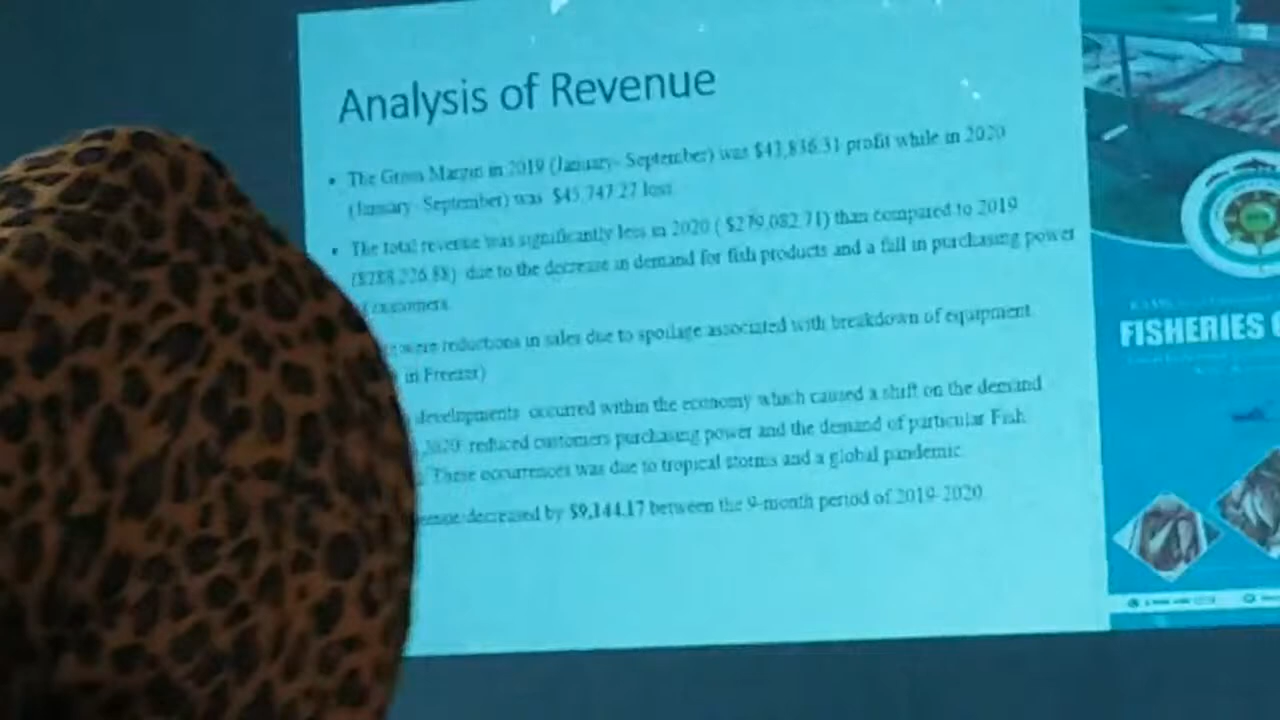 Analysis of Revenue
• The Gross Margin in 2019 (January- September) was $43,836.31 profit while in 2020
(January- September) was $45,747.27 loss
• The total revenue was significantly less in 2020 ( $279,082.71) than compared to 2019
($288,226.88) due to the decrease in demand for fish products and a fall in purchasing power
of customers.
were reductions in sales due to spoilage associated with breakdown of equipment.
in Freezer)
developments occurred within the economy which caused a shift on the demand
2020 reduced customers purchasing power and the demand of particular Fish
These occurrences was due to tropical storms and a global pandemic.
decreased by $9,144.17 between the 9-month period of 2019-2020
FISHERIES